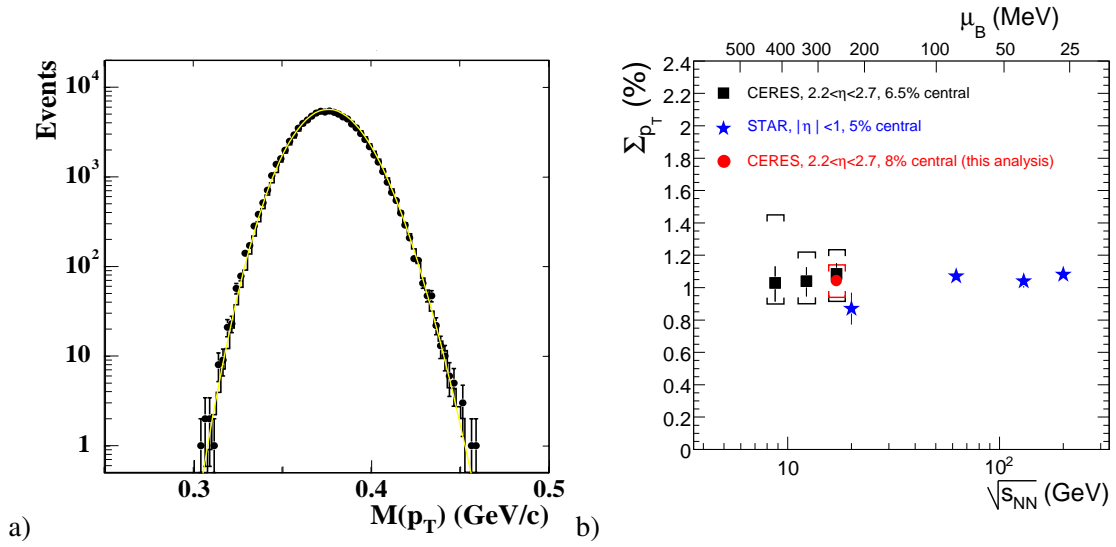 Events
10⁴
10³
10²
10
1
0.3 0.4 0.5
M(p_T) (GeV/c)
a)
μ_B (MeV)
500 400 300 200 100 50 25
Σ_{p_T} (%)
2.4
2.2
2
1.8
1.6
1.4
1.2
1
0.8
0.6
0.4
0.2
0
CERES, 2.2<η<2.7, 6.5% central
STAR, |η| <1, 5% central
CERES, 2.2<η<2.7, 8% central (this analysis)
10 10²
√s_NN (GeV)
b)